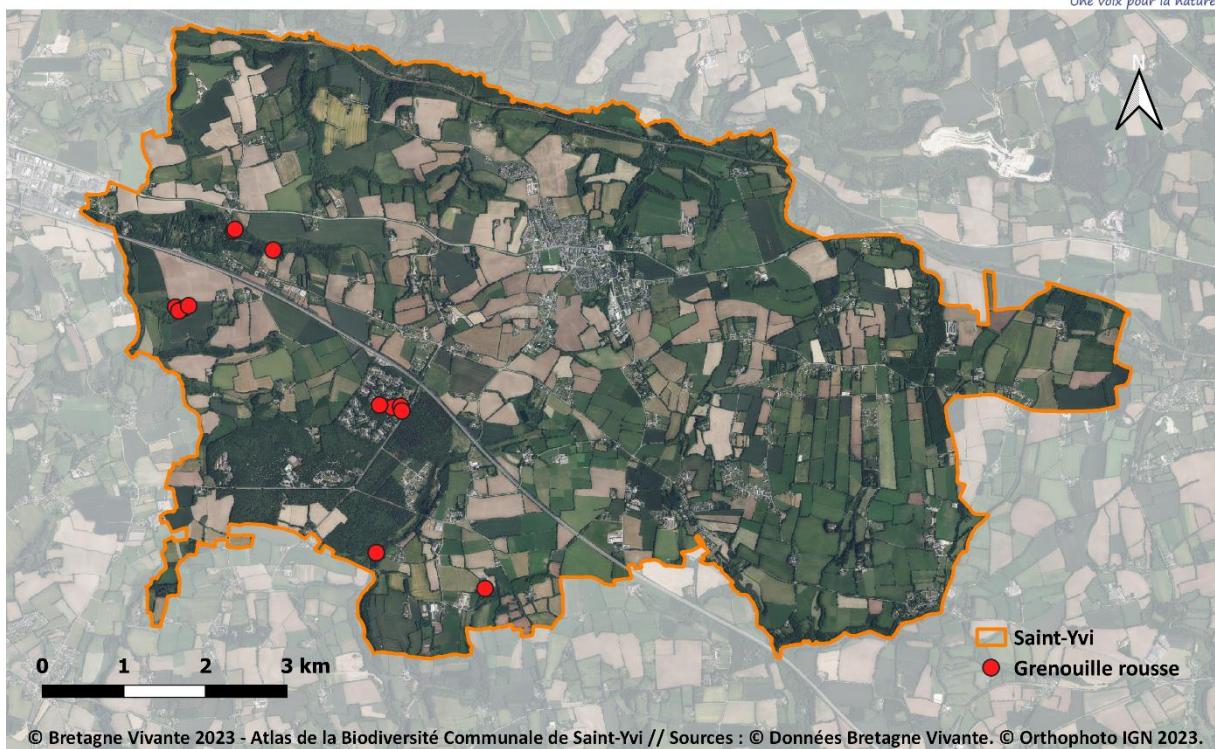 Une voix pour la nature
N
Saint-Yvi
Grenouille rousse
0 1 2 3 km
© Bretagne Vivante 2023 - Atlas de la Biodiversité Communale de Saint-Yvi // Sources : © Données Bretagne Vivante. © Orthophoto IGN 2023.